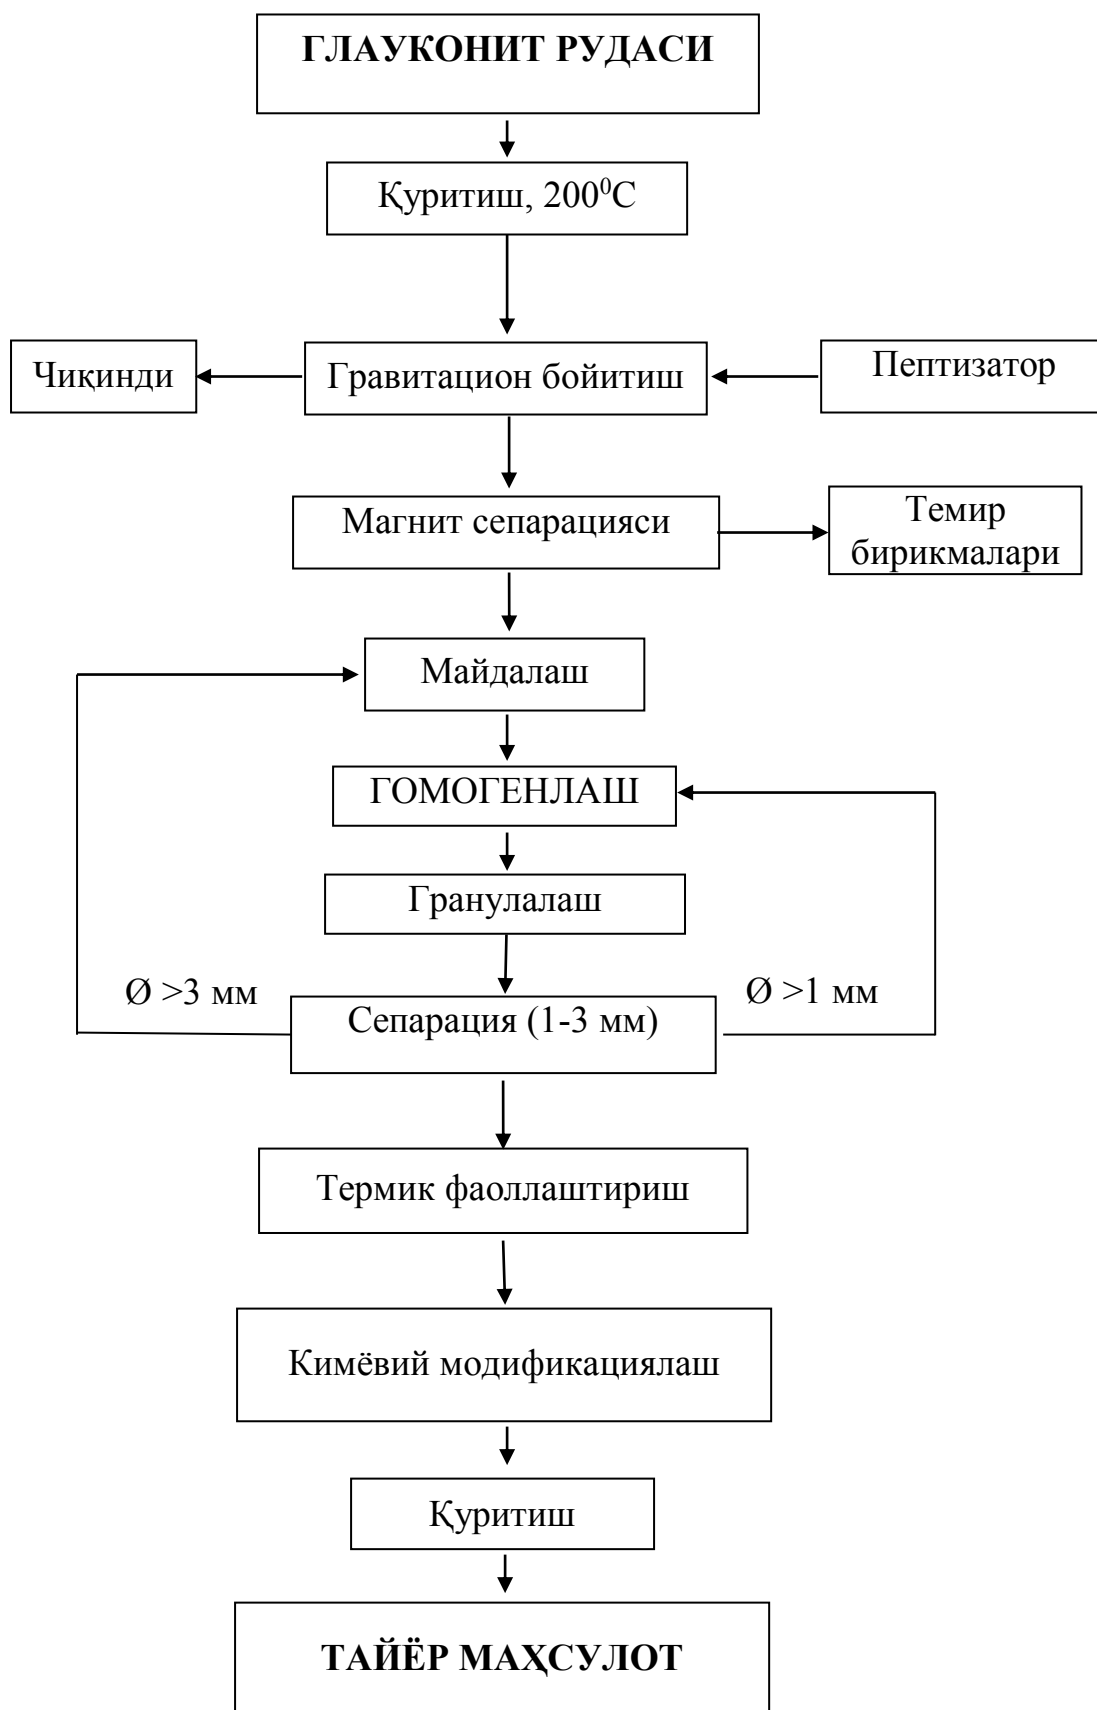 ГЛАУКОНИТ РУДАСИ
Қуритиш, 200⁰С
Чиқинди
Гравитацион бойитиш
Пептизатор
Магнит сепарацияси
Темир
бирикмалари
Майдалаш
ГОМОГЕНЛАШ
Гранулалаш
Ø >3 мм
Ø >1 мм
Сепарация (1-3 мм)
Термик фаоллаштириш
Кимёвий модификациялаш
Қуритиш
ТАЙЁР МАҲСУЛОТ